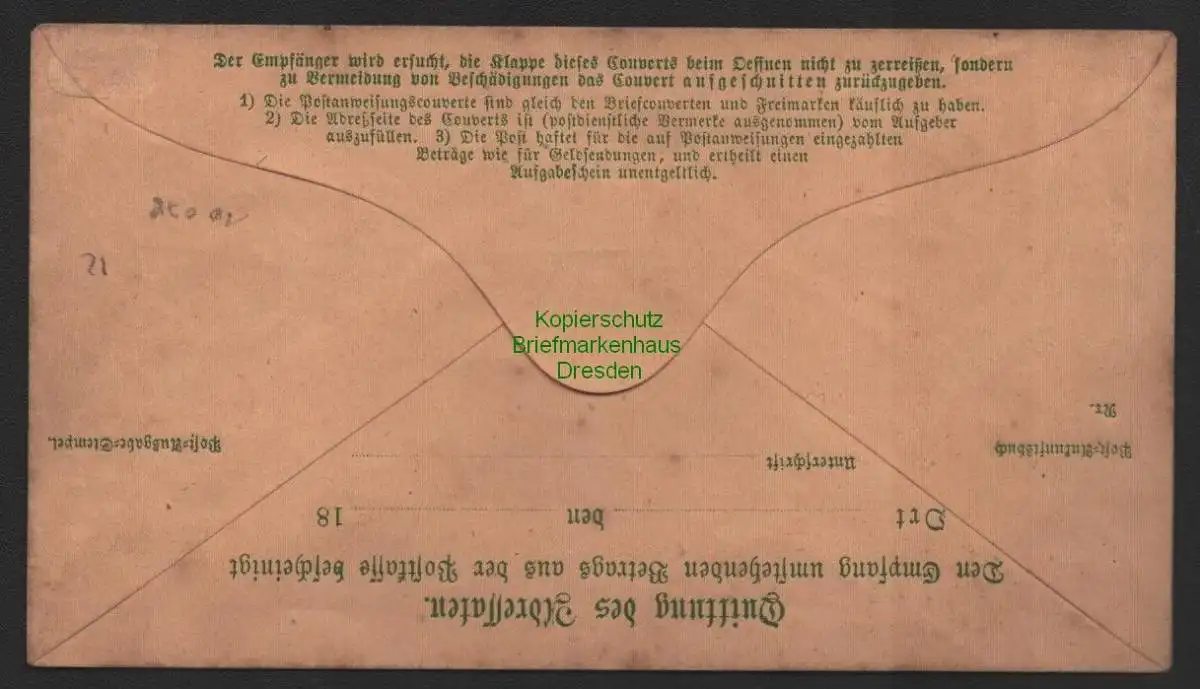 Der Empfänger wird ersucht, die Klappe dieses Couverts beim Oeffnen nicht zu zerreißen, sondern
zu Vermeidung von Beschädigungen das Couvert aufgeschnitten zurückzugeben.
1) Die Postanweisungscouverte sind gleich den Briefcouverten und Freimarken käuflich zu haben.
2) Die Adreßseite des Couverts ist (postdienstliche Vermerke ausgenommen) vom Aufgeber
auszufüllen. 3) Die Post haftet für die auf Postanweisungen eingezahlten
Beträge wie für Geldsendungen, und ertheilt einen
Aufgabeschein unentgeltlich.
21
Kopierschutz
Briefmarkenhaus
Dresden
Quittung des Adressaten.
Den Empfang umstehenden Betrags aus der Postkasse bescheinigt
Ort den 18
Unterschrift
Post-Ankunftsbuch
Nr.
Post-Ausgabe-Stempel.